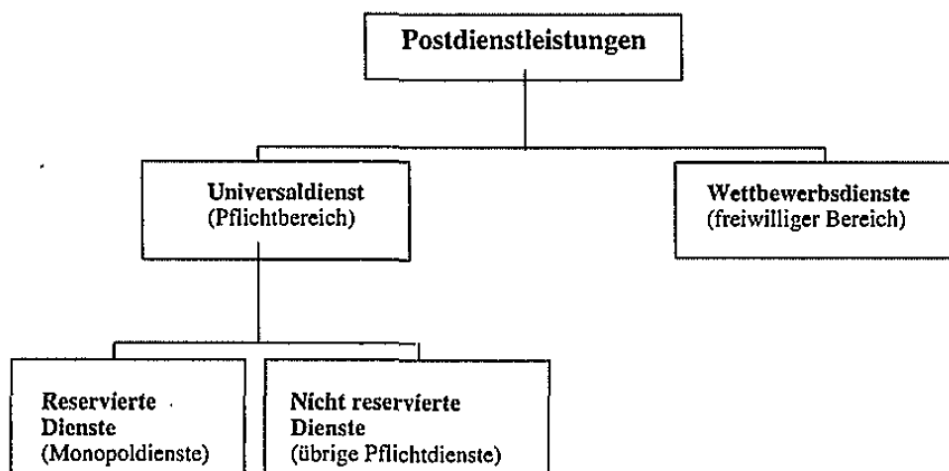 Postdienstleistungen
Universaldienst
(Pflichtbereich)
Wettbewerbsdienste
(freiwilliger Bereich)
Reservierte
Dienste
(Monopoldienste)
Nicht reservierte
Dienste
(übrige Pflichtdienste)